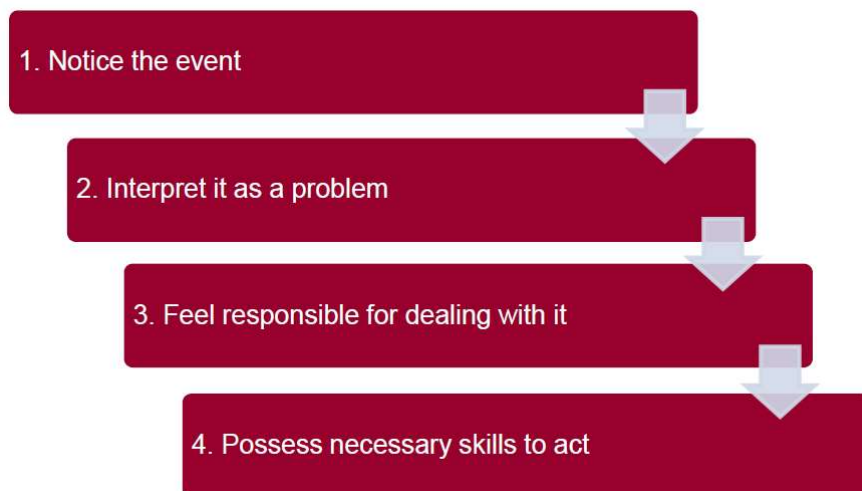 1. Notice the event
2. Interpret it as a problem
3. Feel responsible for dealing with it
4. Possess necessary skills to act